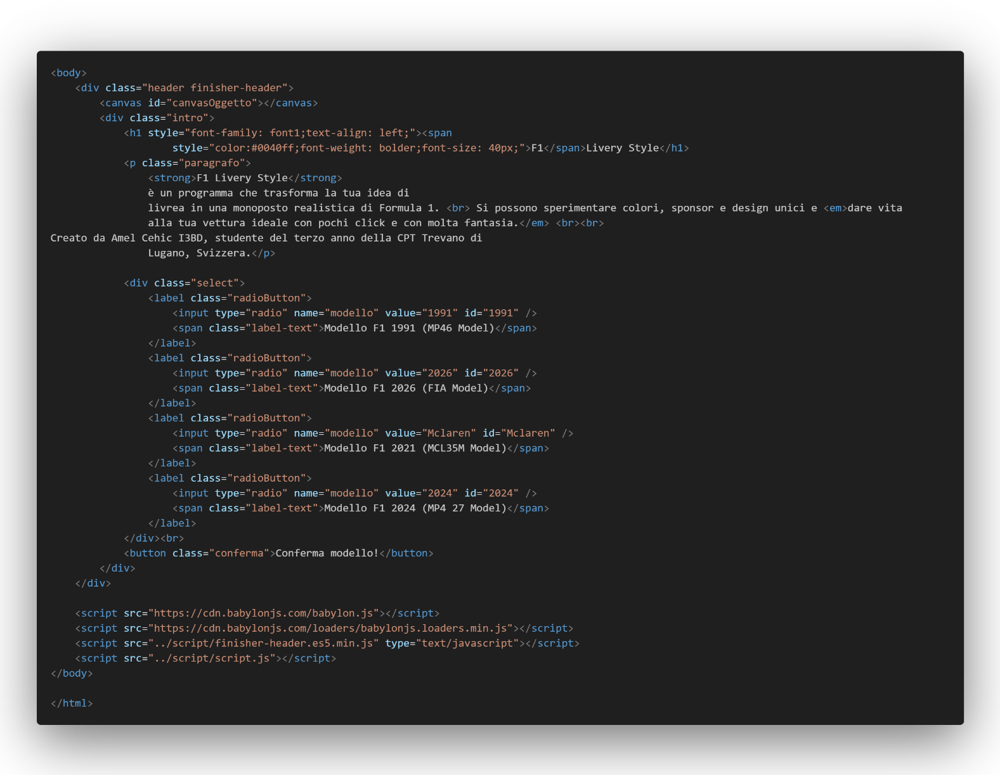 <body>
    <div class="header finisher-header">
        <canvas id="canvasOggetto"></canvas>
        <div class="intro">
            <h1 style="font-family: font1;text-align: left;"><span
                    style="color:#0040ff;font-weight: bolder;font-size: 40px;">F1</span>Livery Style</h1>
            <p class="paragrafo">
                <strong>F1 Livery Style</strong>
                è un programma che trasforma la tua idea di
                livrea in una monoposto realistica di Formula 1. <br> Si possono sperimentare colori, sponsor e design unici e <em>dare vita
                alla tua vettura ideale con pochi click e con molta fantasia.</em> <br><br>
Creato da Amel Cehic I3BD, studente del terzo anno della CPT Trevano di
                Lugano, Svizzera.</p>

            <div class="select">
                <label class="radioButton">
                    <input type="radio" name="modello" value="1991" id="1991" />
                    <span class="label-text">Modello F1 1991 (MP46 Model)</span>
                </label>
                <label class="radioButton">
                    <input type="radio" name="modello" value="2026" id="2026" />
                    <span class="label-text">Modello F1 2026 (FIA Model)</span>
                </label>
                <label class="radioButton">
                    <input type="radio" name="modello" value="Mclaren" id="Mclaren" />
                    <span class="label-text">Modello F1 2021 (MCL35M Model)</span>
                </label>
                <label class="radioButton">
                    <input type="radio" name="modello" value="2024" id="2024" />
                    <span class="label-text">Modello F1 2024 (MP4 27 Model)</span>
                </label>
            </div><br>
            <button class="conferma">Conferma modello!</button>
        </div>
    </div>

    <script src="https://cdn.babylonjs.com/babylon.js"></script>
    <script src="https://cdn.babylonjs.com/loaders/babylonjs.loaders.min.js"></script>
    <script src="../script/finisher-header.es5.min.js" type="text/javascript"></script>
    <script src="../script/script.js"></script>
</body>

</html>